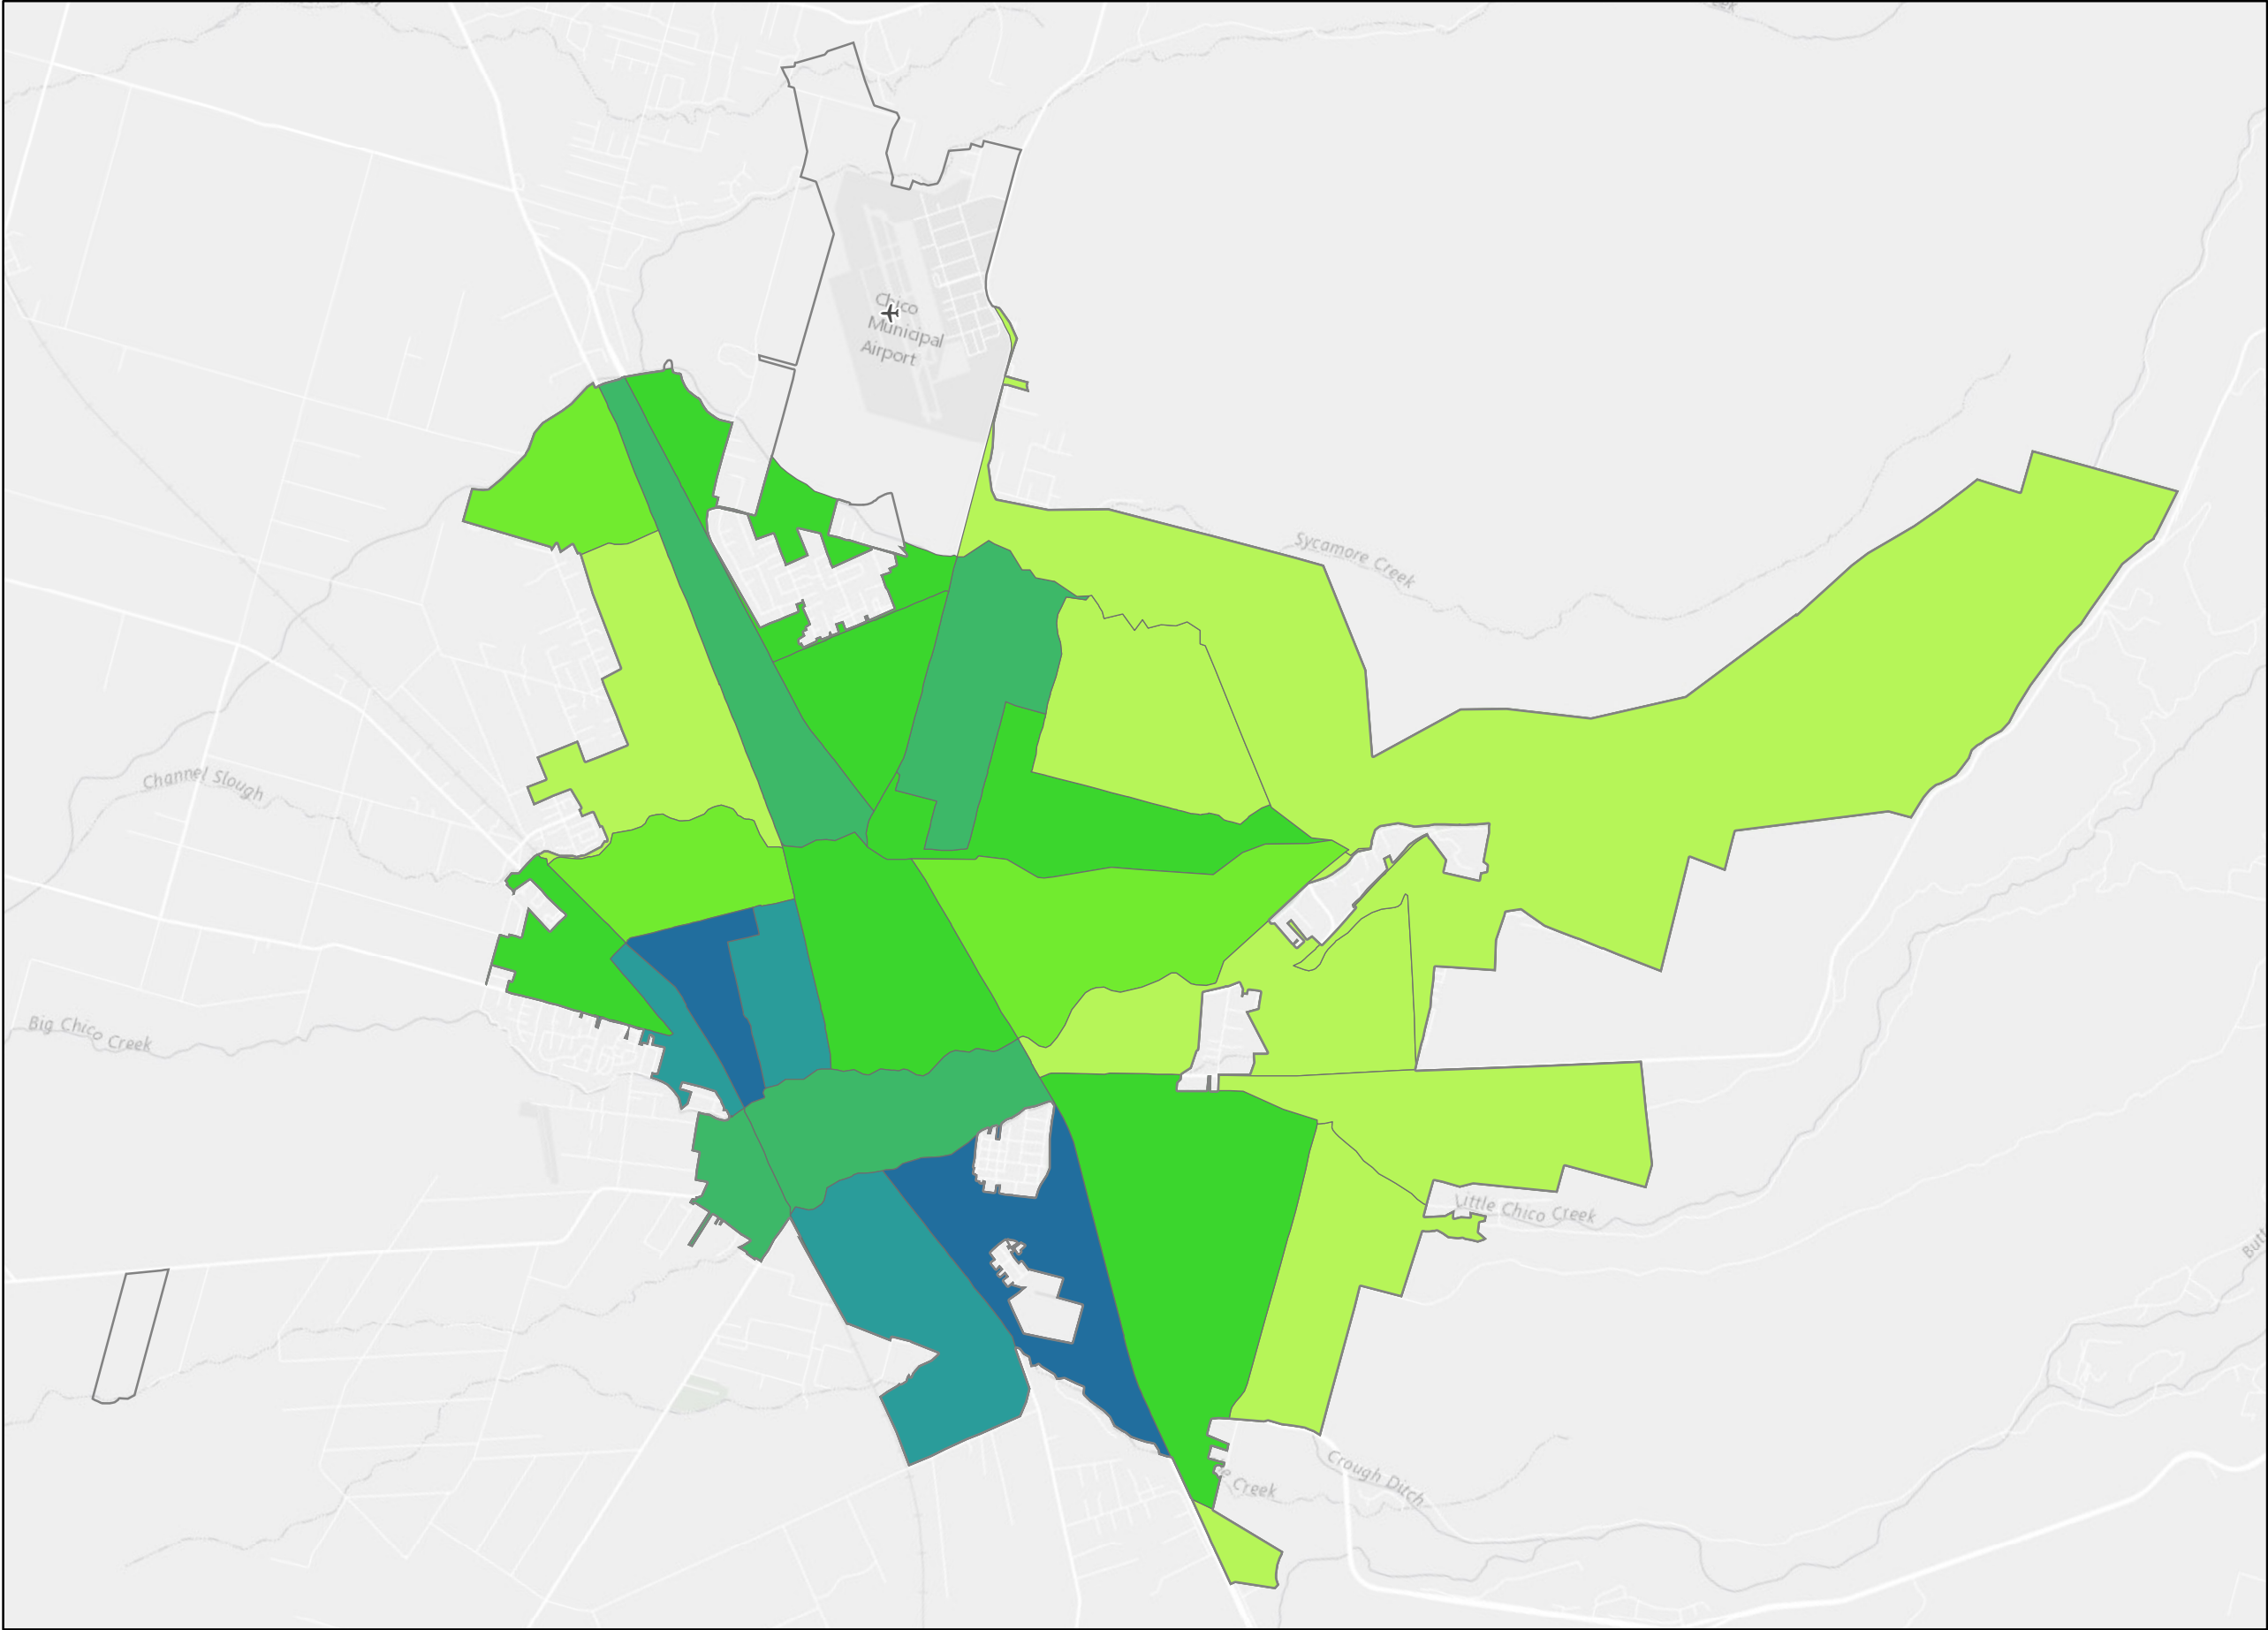 Chico
Municipal
Airport
Sycamore Creek
Channel Slough
Big Chico Creek
Little Chico Creek
Creek
Crough Ditch